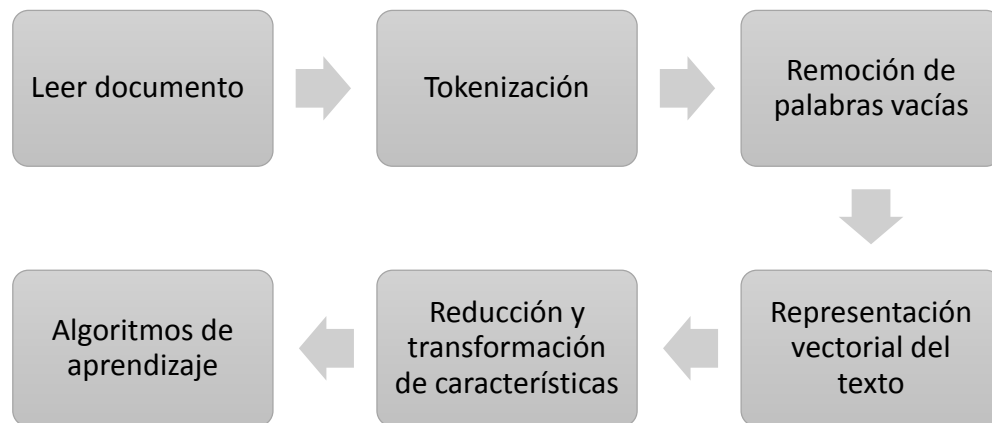 Leer documento
Tokenización
Remoción de
palabras vacías
Representación
vectorial del
texto
Reducción y
transformación
de características
Algoritmos de
aprendizaje